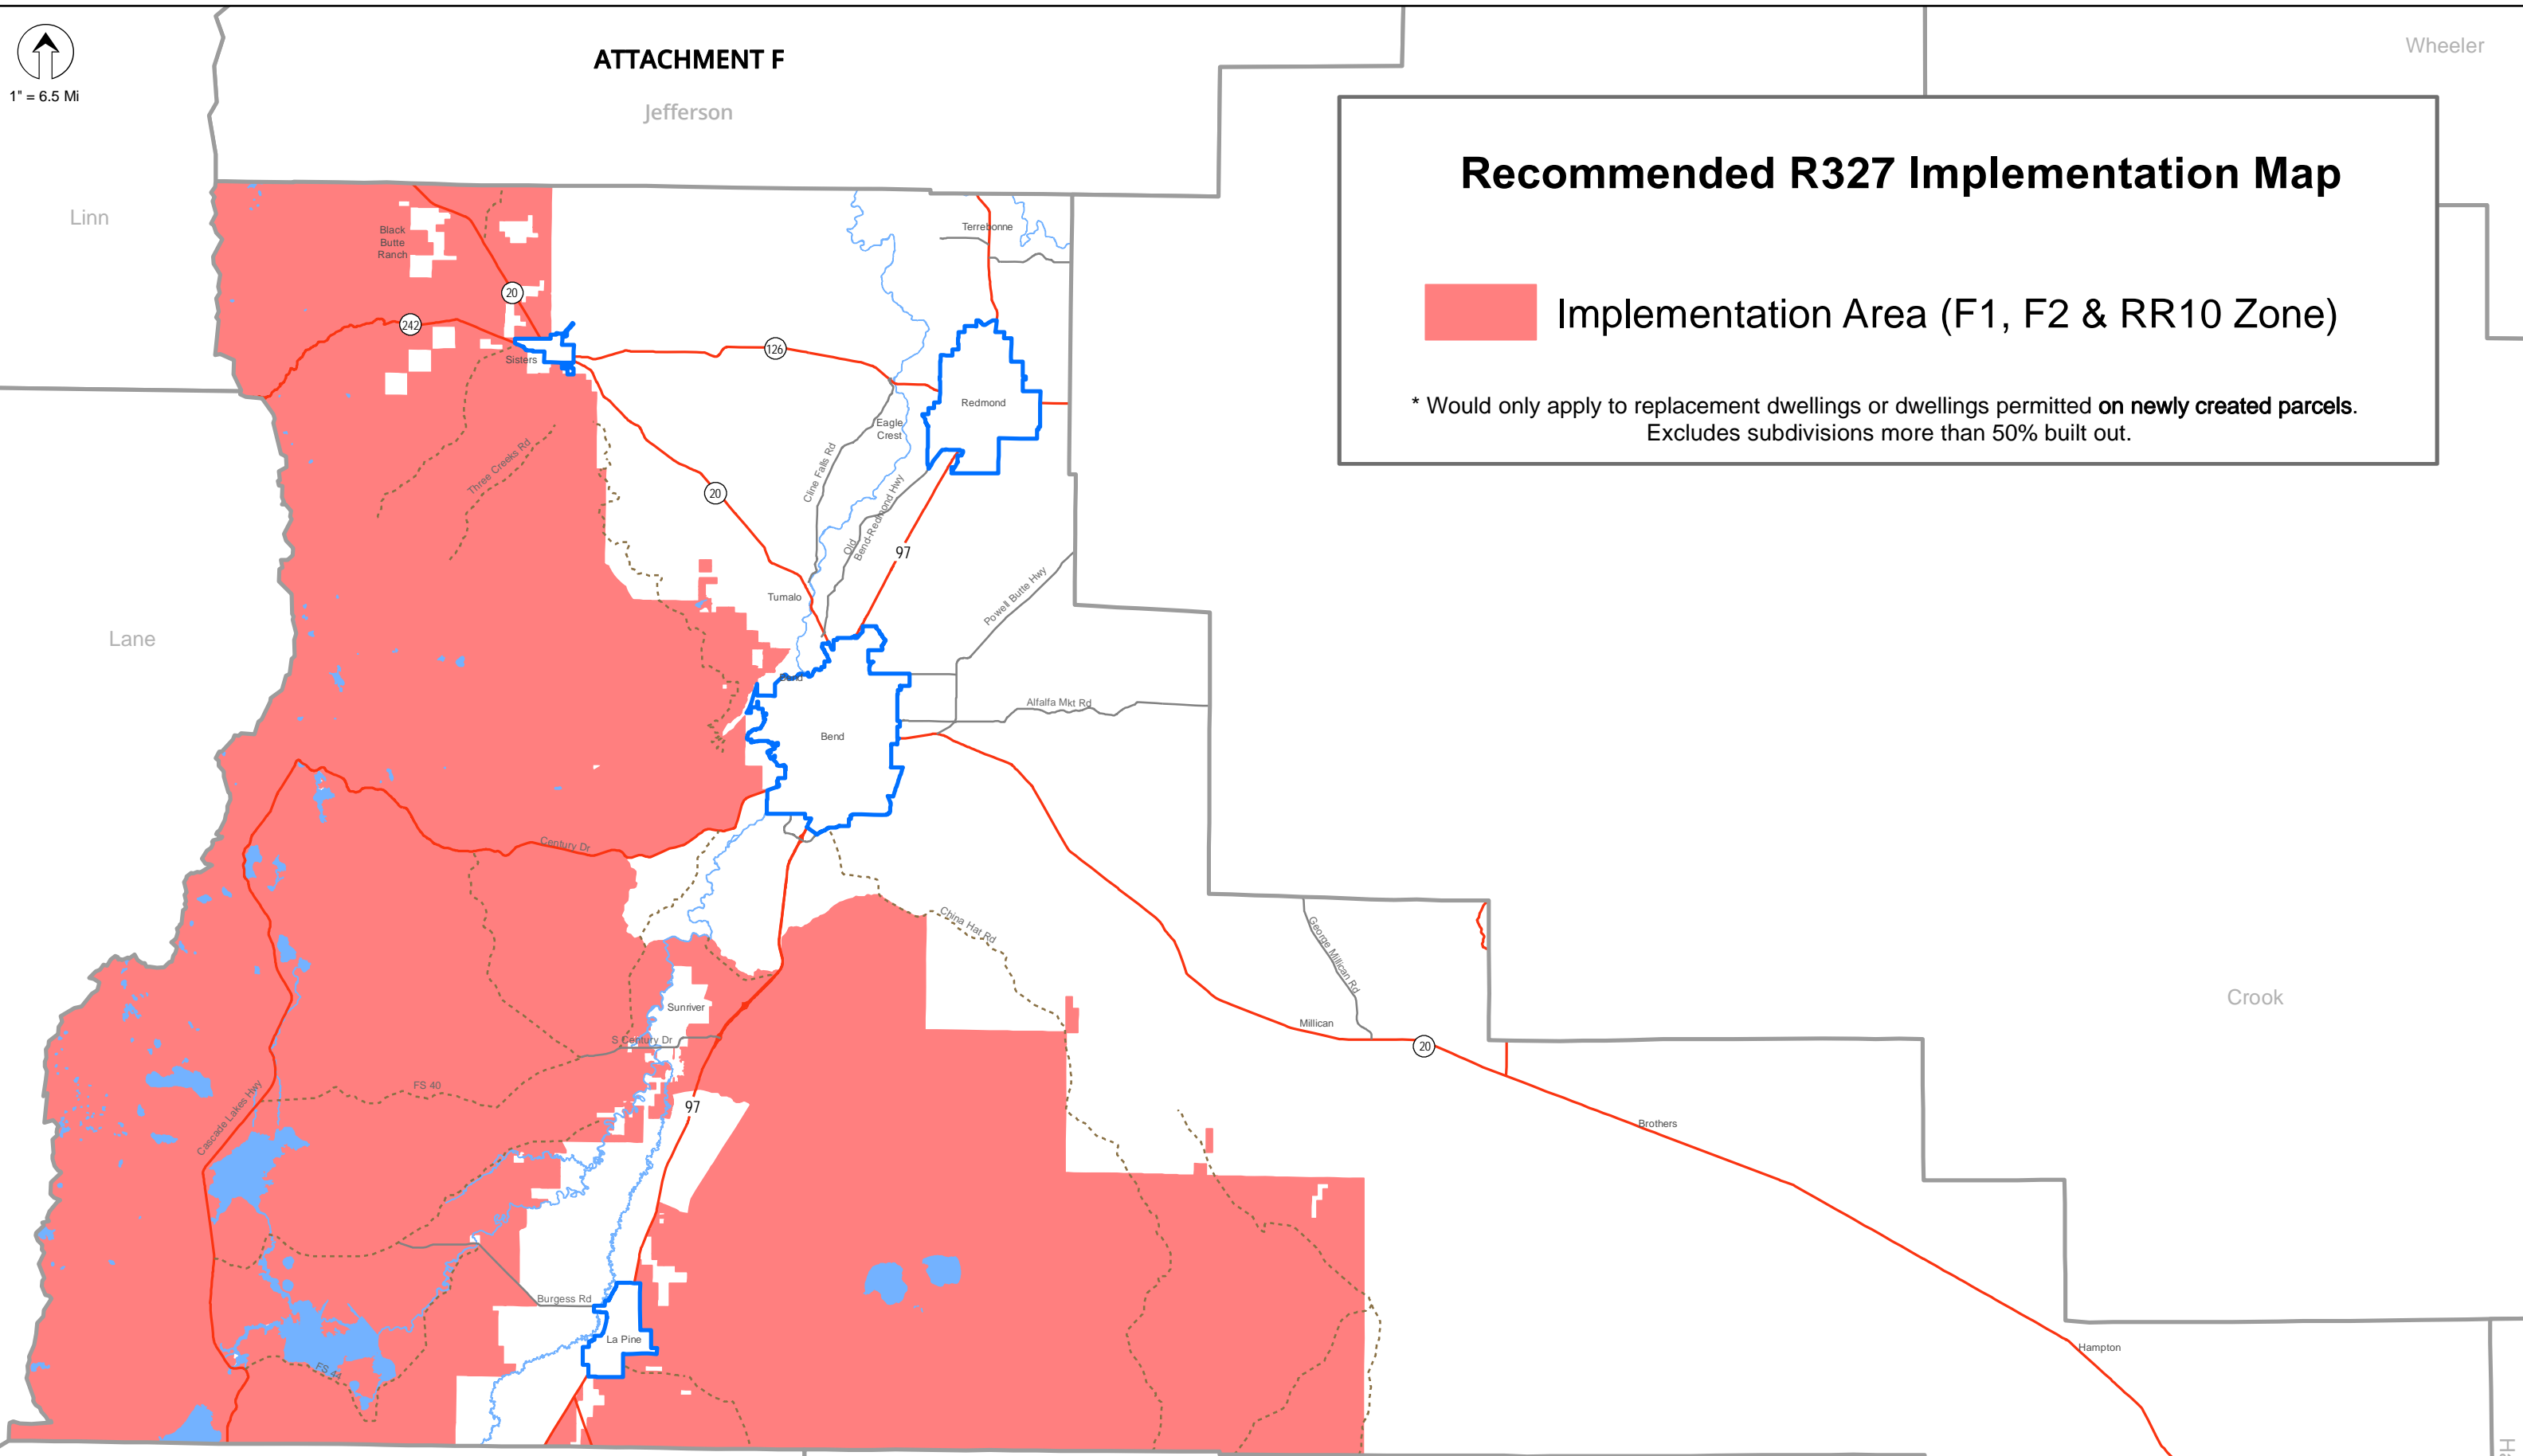 ATTACHMENT F
1" = 6.5 Mi
Jefferson
Wheeler
Recommended R327 Implementation Map
Implementation Area (F1, F2 & RR10 Zone)
* Would only apply to replacement dwellings or dwellings permitted on newly created parcels.
Excludes subdivisions more than 50% built out.
Linn
Black
Butte
Ranch
Terrebonne
20
242
126
Sisters
Redmond
Eagle
Crest
Three Creeks Rd
Cline Falls Rd
20
Old
Bend-Redmond Hwy
97
Tumalo
Powell Butte Hwy
Lane
Bend
Alfalfa Mkt Rd
Bend
Century Dr
China Hat Rd
George Millican Rd
Crook
Sunriver
Millican
S Century Dr
20
FS 40
97
Cascade Lakes Hwy
Brothers
Burgess Rd
La Pine
Hampton
FS 44